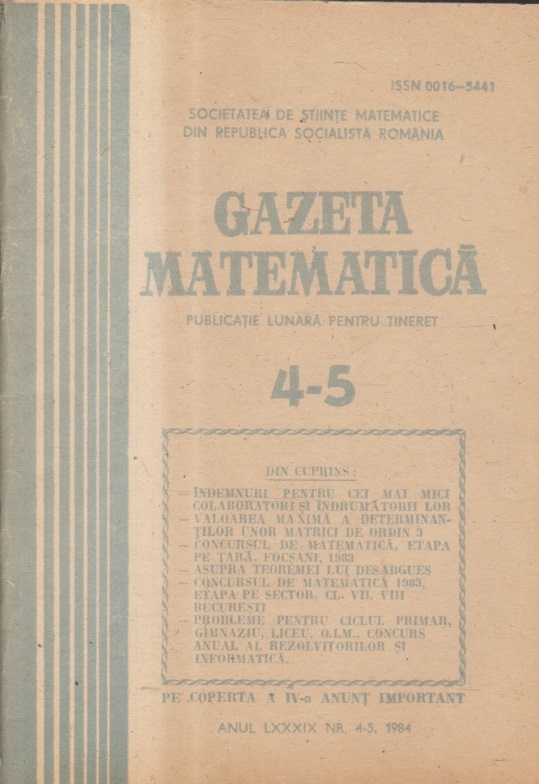 ISSN 0016-5441
SOCIETATEA DE ȘTIINȚE MATEMATICE
DIN REPUBLICA SOCIALISTĂ ROMÂNIA
GAZETA
MATEMATICĂ
PUBLICAȚIE LUNARĂ PENTRU TINERET
4-5
DIN CUPRINS :
— ÎNDEMNURI PENTRU CEI MAI MICI
COLABORATORI ȘI ÎNDRUMĂTORII LOR
— VALOAREA MAXIMĂ A DETERMINAN-
ȚILOR UNOR MATRICI DE ORDIN 3
— CONCURSUL DE MATEMATICĂ, ETAPA
PE ȚARĂ, FOCȘANI, 1983
— ASUPRA TEOREMEI LUI DESARGUES
— CONCURSUL DE MATEMATICĂ 1983,
ETAPA PE SECTOR, CL. VII, VIII
BUCUREȘTI
— PROBLEME PENTRU CICLUL PRIMAR,
GIMNAZIU, LICEU, O.I.M., CONCURS
ANUAL AL REZOLVITORILOR ȘI
INFORMATICĂ.
PE COPERTA A IV-a ANUNȚ IMPORTANT
ANUL LXXXIX NR. 4-5, 1984